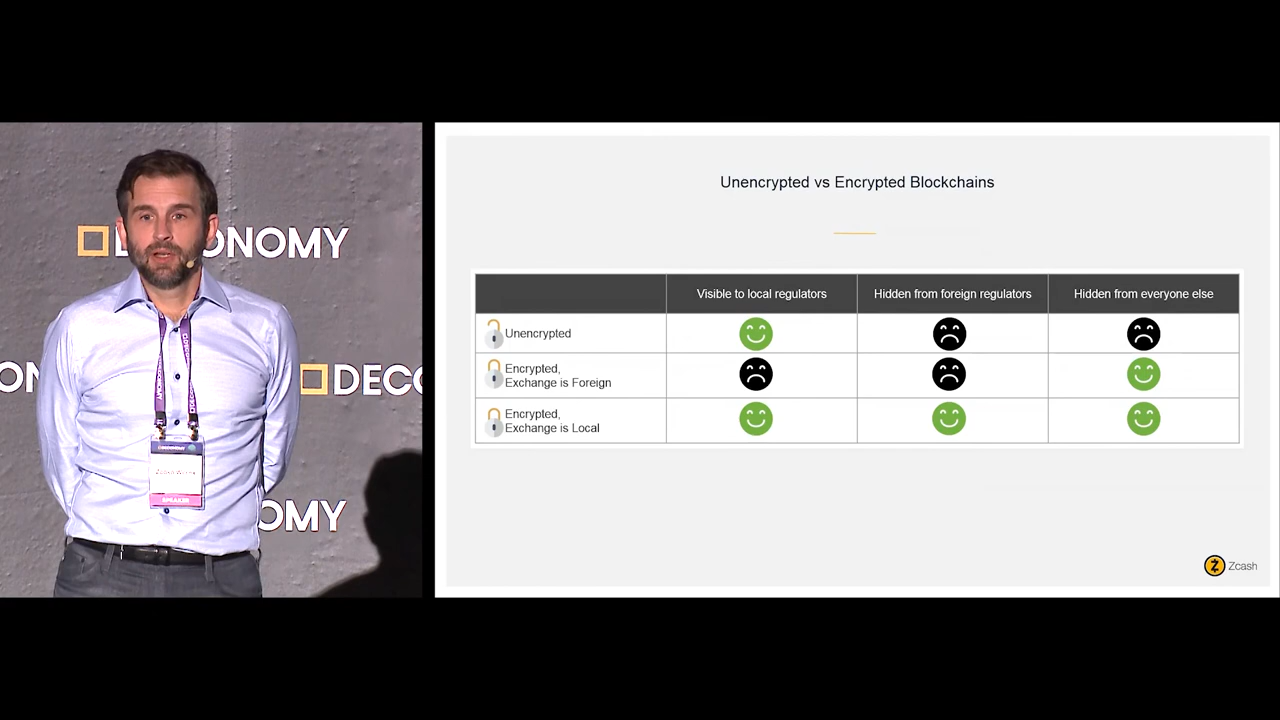 DECONOMY
DECO
OMY
ON
SPEAKER
Unencrypted vs Encrypted Blockchains
Visible to local regulators
Hidden from foreign regulators
Hidden from everyone else
Unencrypted
Encrypted,
Exchange is Foreign
Encrypted,
Exchange is Local
Zcash